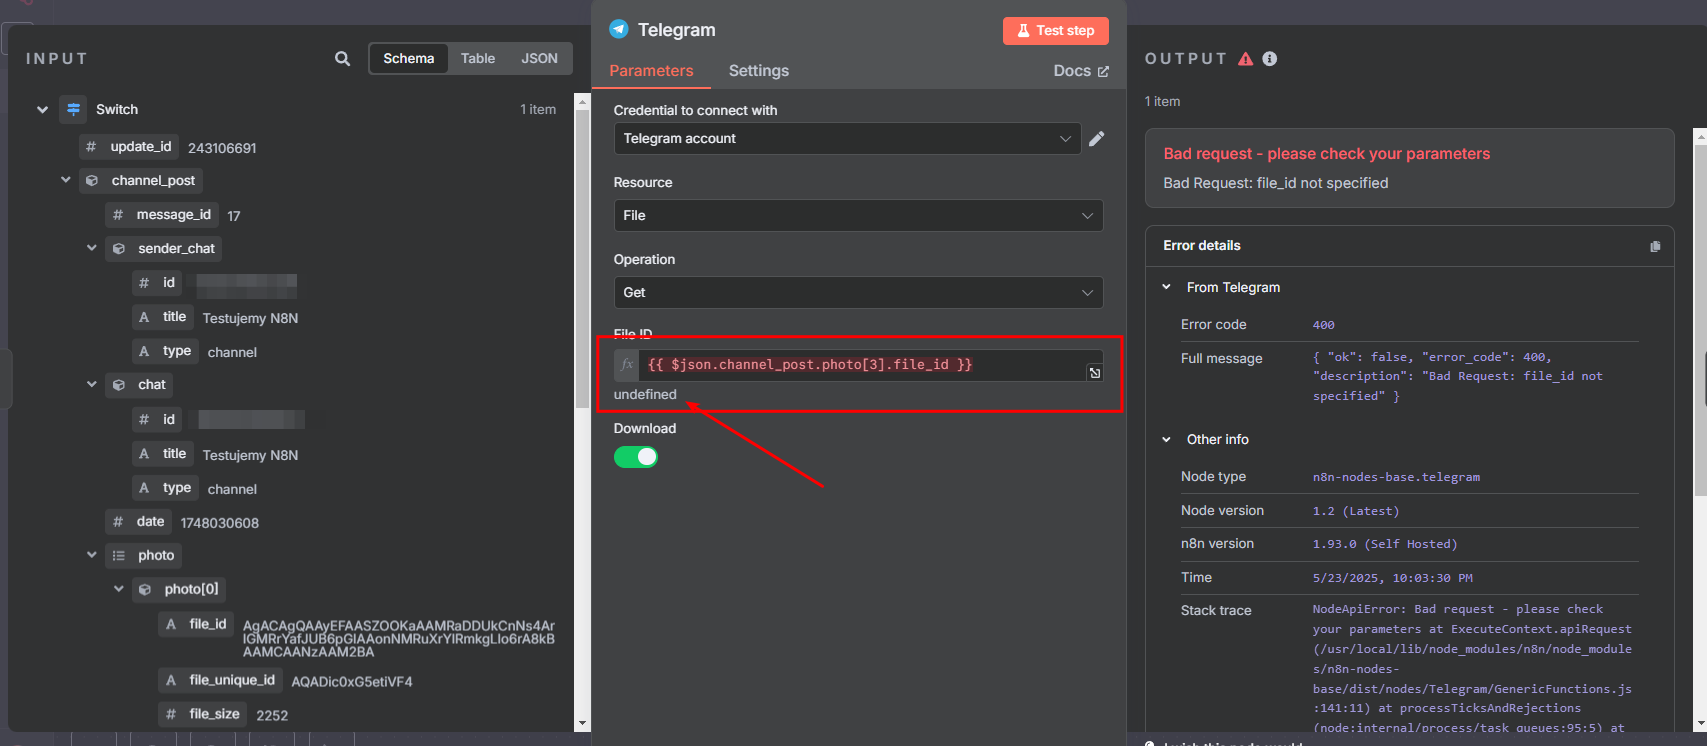 INPUT
Schema
Table
JSON
Switch
1 item
# update_id 243106691
channel_post
# message_id 17
sender_chat
# id
A title Testujemy N8N
A type channel
chat
# id
A title Testujemy N8N
A type channel
# date 1748030608
photo
photo[0]
A file_id AgACAgQAAyEFAASZOOKaAAMRaDDUkCnNs4Ar
IGMRrYafJUB6pGIAAonNMRuXrYlRmkgLIo6rA8kB
AAMCAANzAAM2BA
A file_unique_id AQADic0xG5etiVF4
# file_size 2252
Telegram
Test step
Parameters
Settings
Docs
Credential to connect with
Telegram account
Resource
File
Operation
Get
File ID
fx {{ $json.channel_post.photo[3].file_id }}
undefined
Download
OUTPUT
1 item
Bad request - please check your parameters
Bad Request: file_id not specified
Error details
From Telegram
Error code 400
Full message { "ok": false, "error_code": 400,
"description": "Bad Request: file_id not
specified" }
Other info
Node type n8n-nodes-base.telegram
Node version 1.2 (Latest)
n8n version 1.93.0 (Self Hosted)
Time 5/23/2025, 10:03:30 PM
Stack trace NodeApiError: Bad request - please check
your parameters at ExecuteContext.apiRequest
(/usr/local/lib/node_modules/n8n/node_module
s/n8n-nodes-
base/dist/nodes/Telegram/GenericFunctions.js
:141:11) at processTicksAndRejections
(node:internal/process/task_queues:95:5) at
I wish this node would